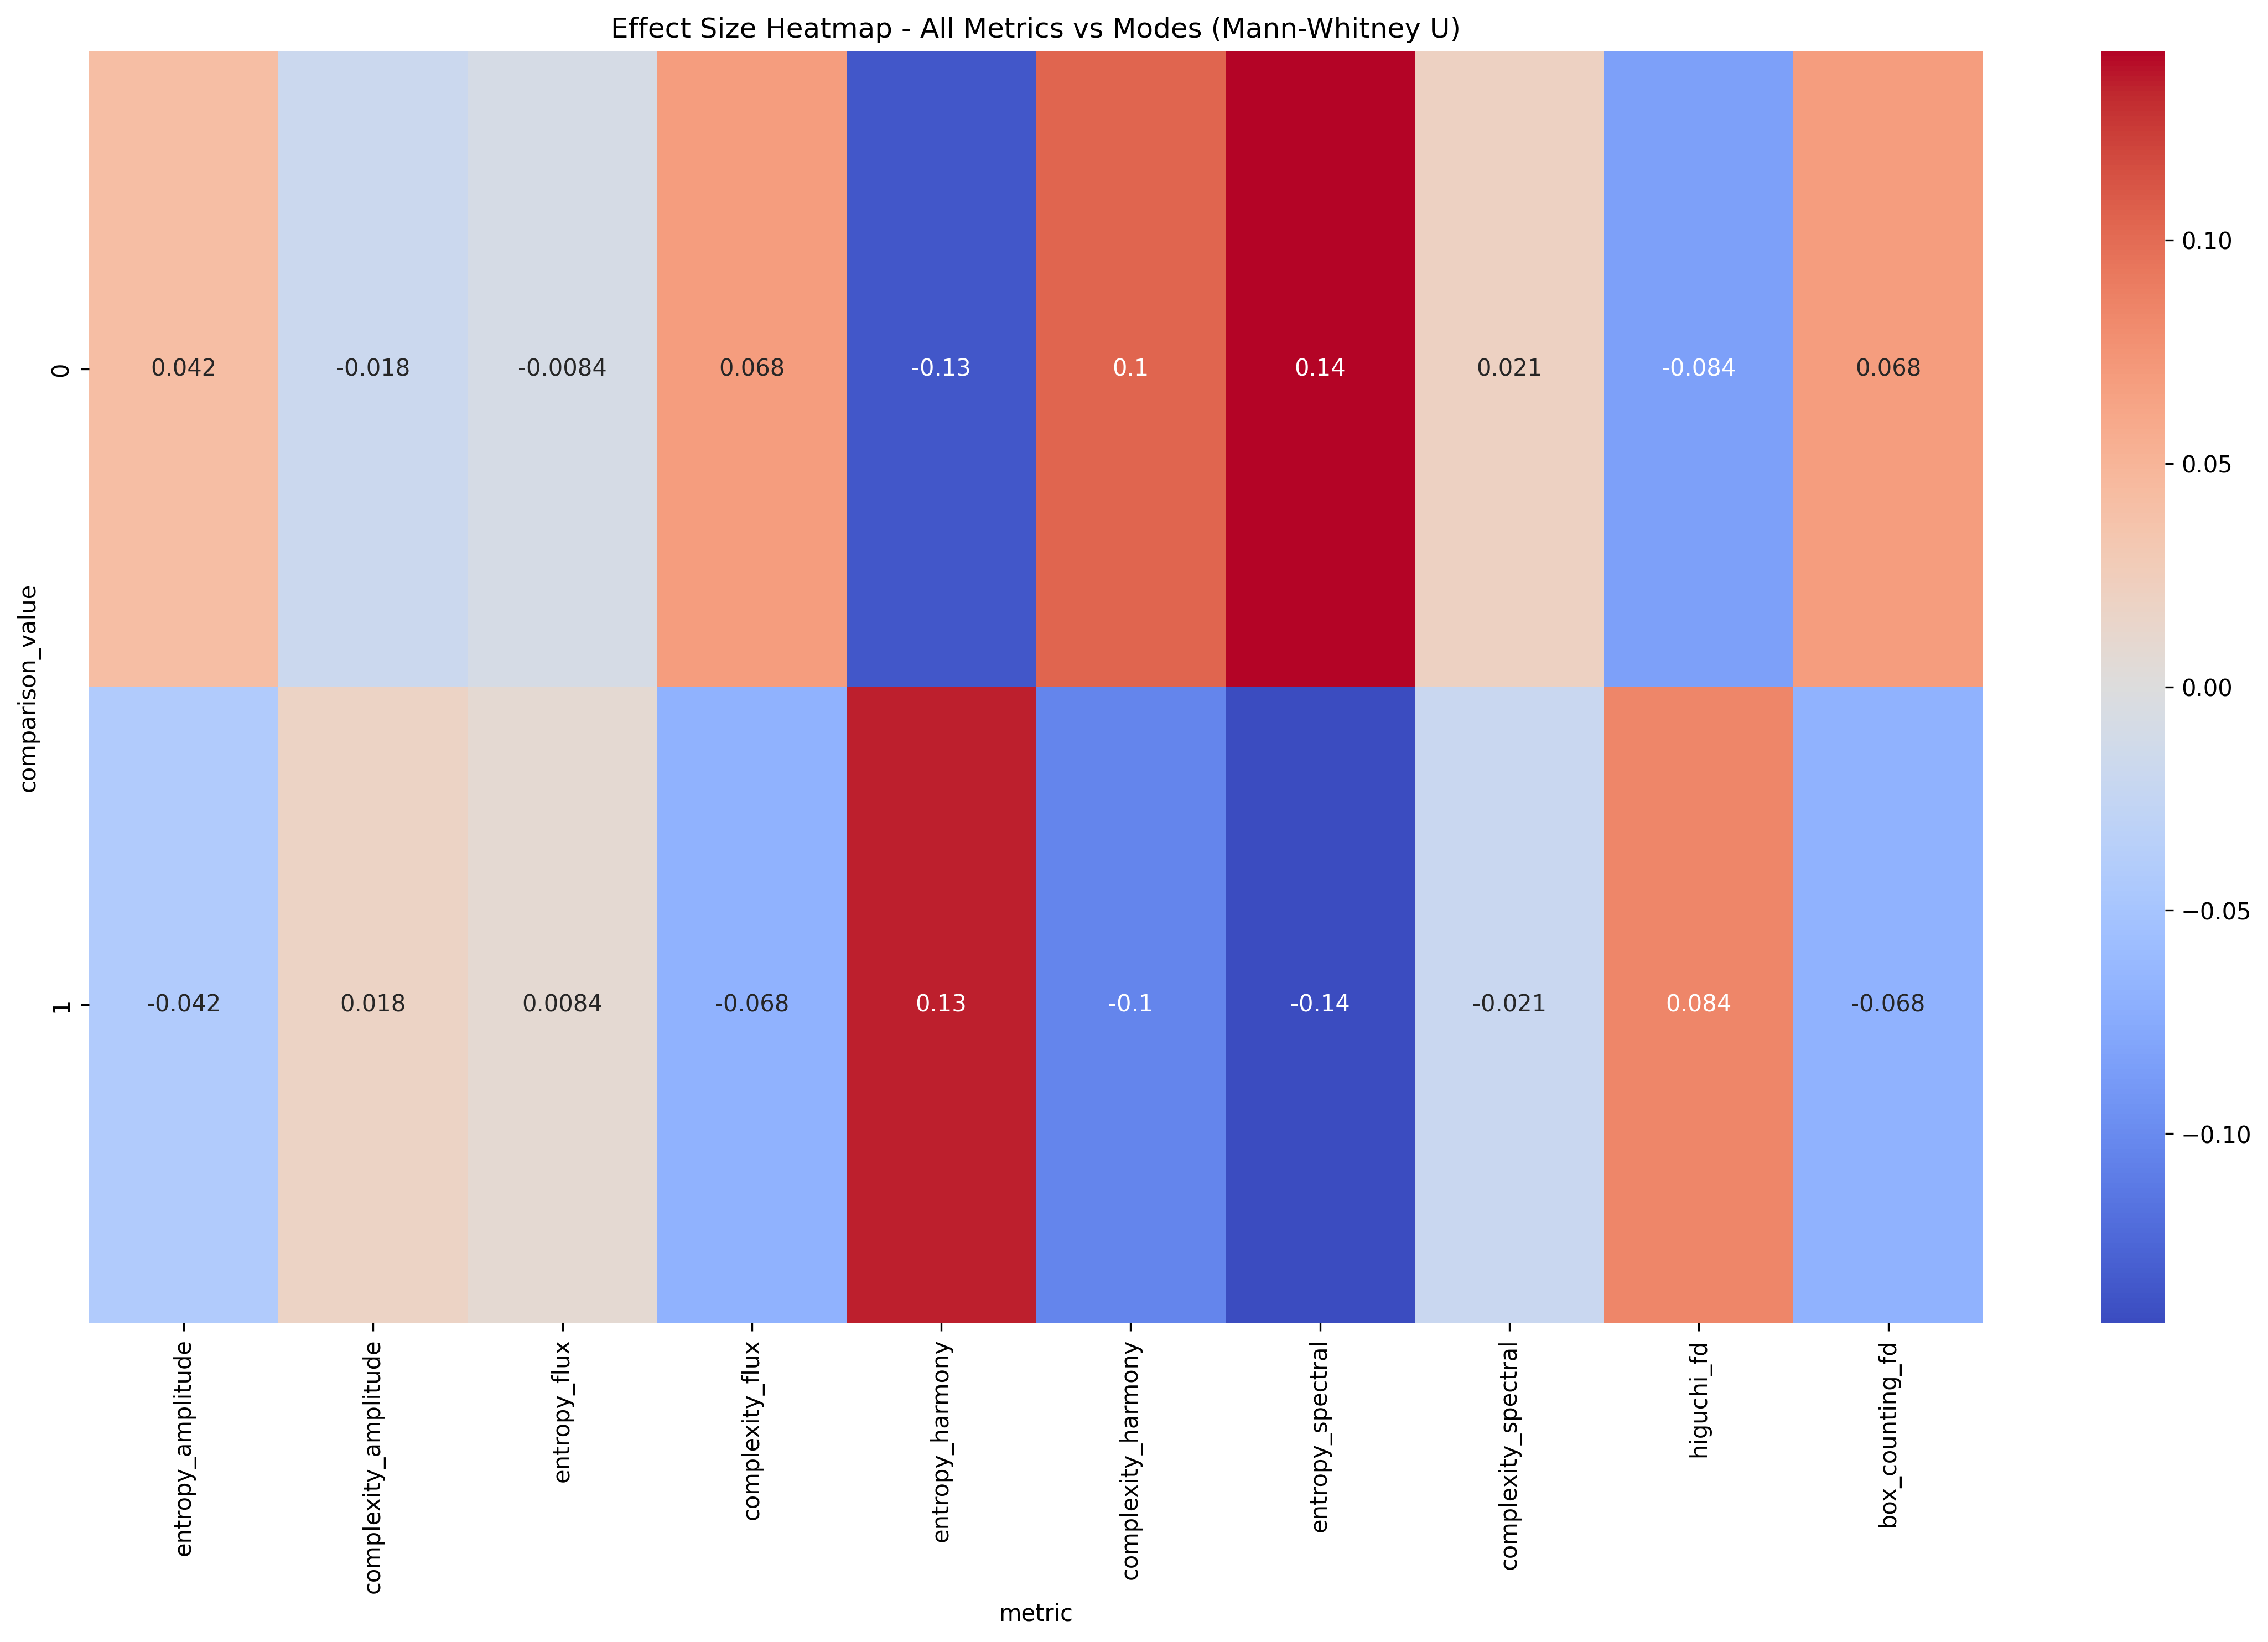 Effect Size Heatmap - All Metrics vs Modes (Mann-Whitney U)
comparison_value
0
0.042 -0.018 -0.0084 0.068 -0.13 0.1 0.14 0.021 -0.084 0.068
1
-0.042 0.018 0.0084 -0.068 0.13 -0.1 -0.14 -0.021 0.084 -0.068
entropy_amplitude
complexity_amplitude
entropy_flux
complexity_flux
entropy_harmony
complexity_harmony
entropy_spectral
complexity_spectral
higuchi_fd
box_counting_fd
metric
0.10
0.05
0.00
−0.05
−0.10